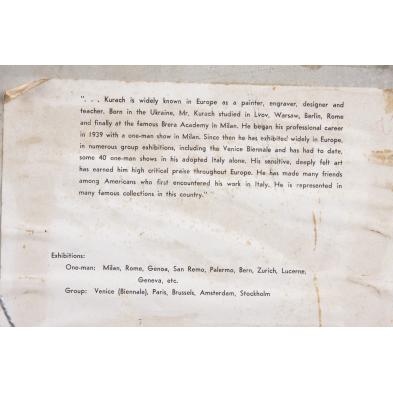 ". . . Kurach is widely known in Europe as a painter, engraver, designer and
teacher. Born in the Ukraine, Mr. Kurach studied in Lvov, Warsaw, Berlin, Rome
and finally at the famous Brera Academy in Milan. He began his professional career
in 1939 with a one-man show in Milan. Since then he has exhibited widely in Europe,
in numerous group exhibitions, including the Venice Biennale and has had to date,
some 40 one-man shows in his adopted Italy alone. His sensitive, deeply felt art
has earned him high critical praise throughout Europe. He has made many friends
among Americans who first encountered his work in Italy. He is represented in
many famous collections in this country."
Exhibitions:
One-man: Milan, Rome, Genoa, San Remo, Palermo, Bern, Zurich, Lucerne,
Geneva, etc.
Group: Venice (Biennale), Paris, Brussels, Amsterdam, Stockholm